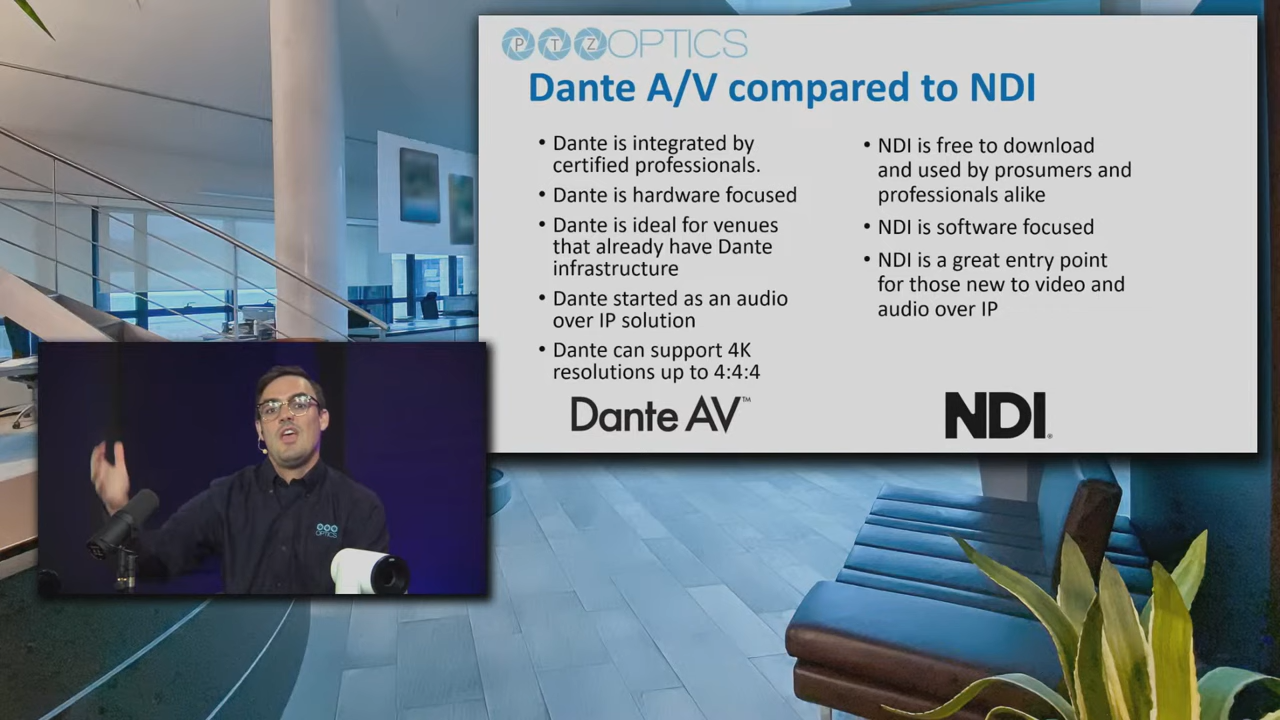 PTZOPTICS
Dante A/V compared to NDI
• Dante is integrated by
certified professionals.
• Dante is hardware focused
• Dante is ideal for venues
that already have Dante
infrastructure
• Dante started as an audio
over IP solution
• Dante can support 4K
resolutions up to 4:4:4
Dante AV™
• NDI is free to download
and used by prosumers and
professionals alike
• NDI is software focused
• NDI is a great entry point
for those new to video and
audio over IP
NDI®
OPTICS